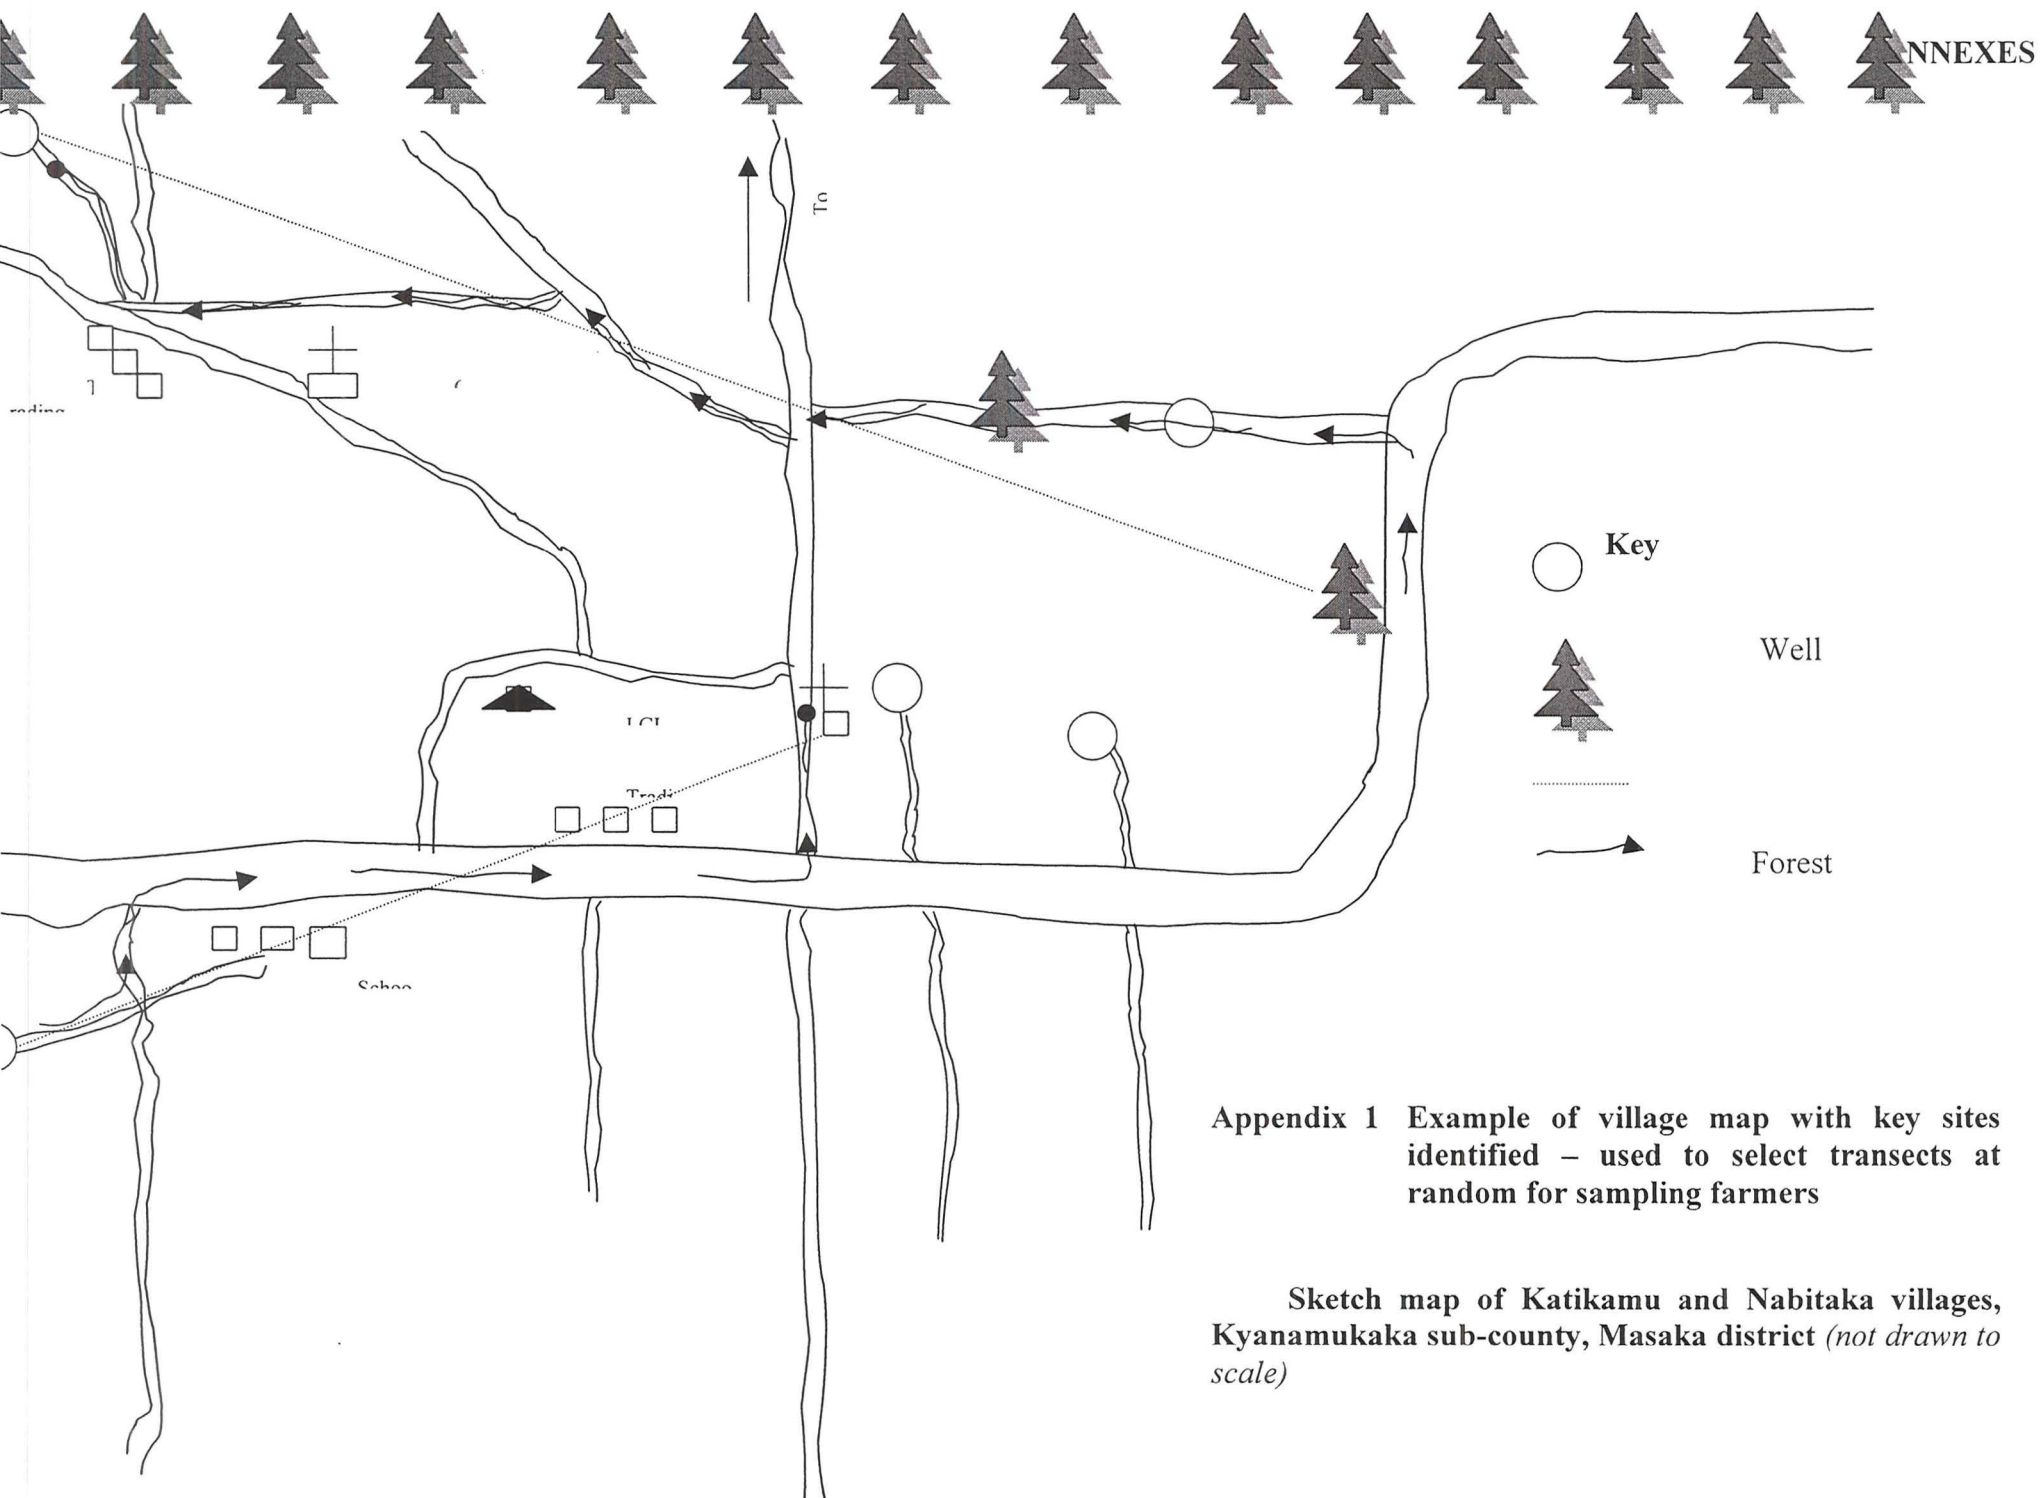 NNEXES
To
Key
Well
Forest
Appendix 1 Example of village map with key sites
identified – used to select transects at
random for sampling farmers
Sketch map of Katikamu and Nabitaka villages,
Kyanamukaka sub-county, Masaka district (not drawn to
scale)